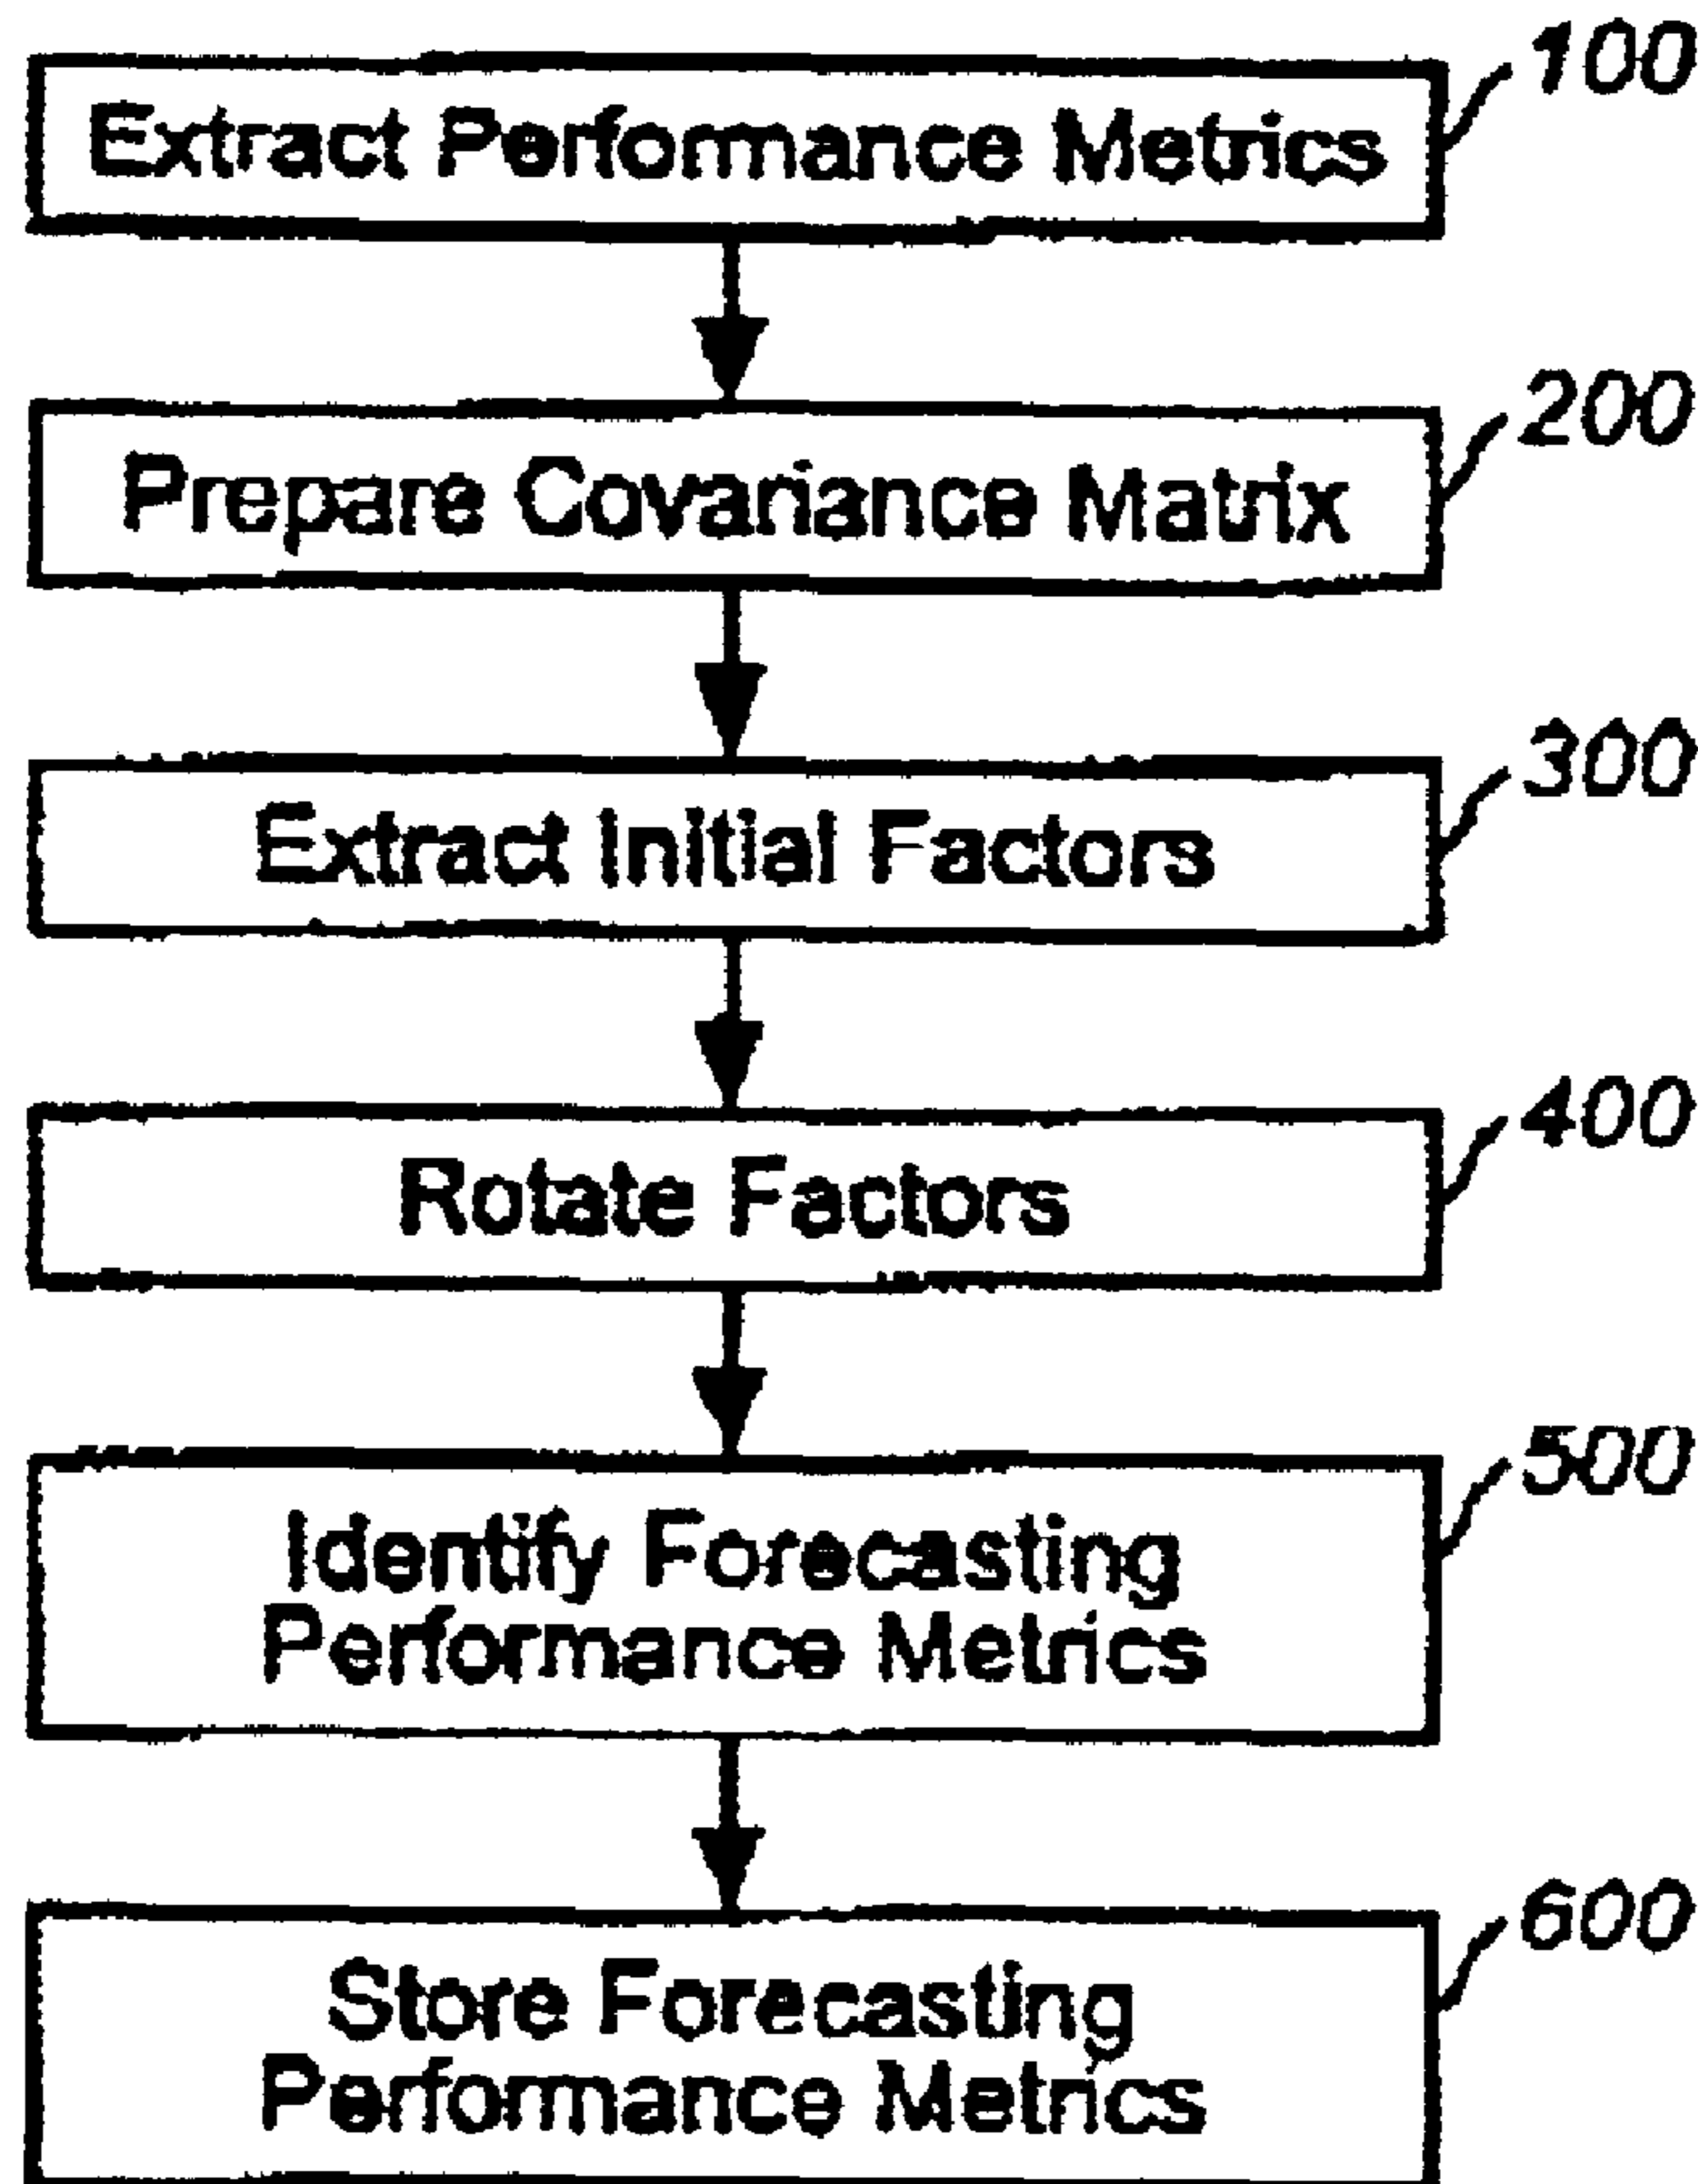 100
Extract Performance Metrics
200
Prepare Covariance Matrix
300
Extract Initial Factors
400
Rotate Factors
500
Identify Forecasting
Performance Metrics
600
Store Forecasting
Performance Metrics